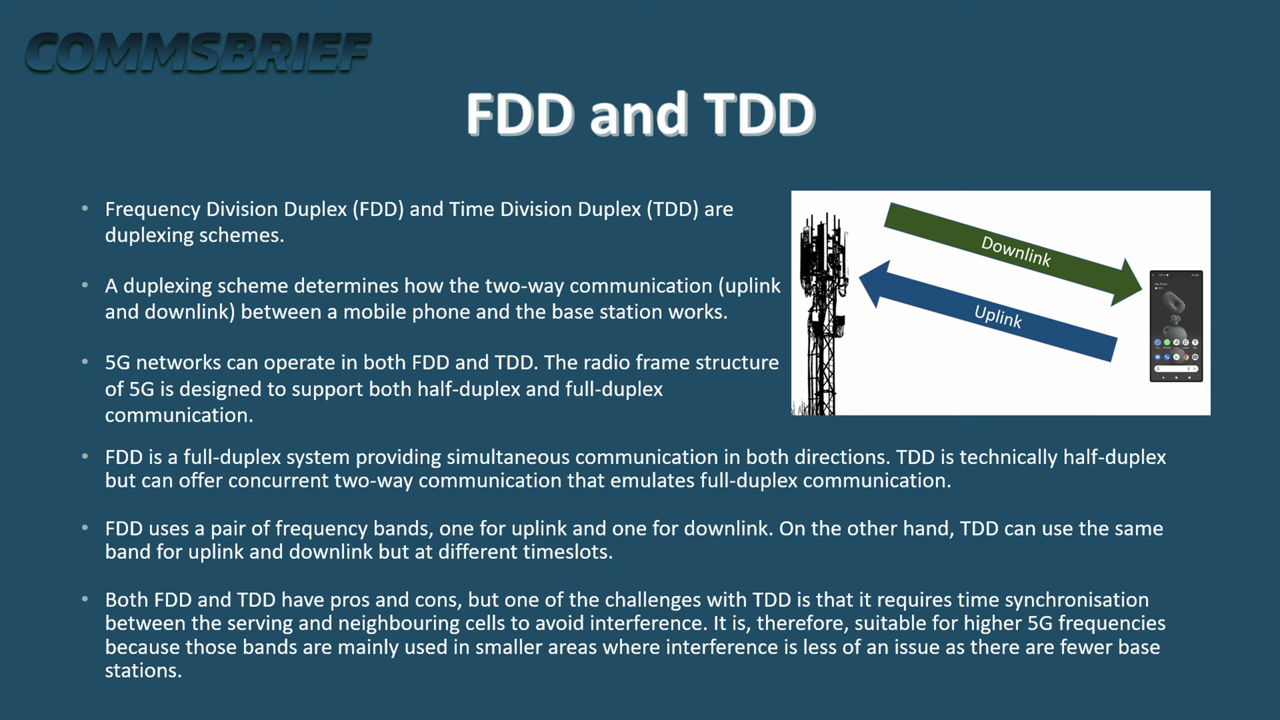 COMMSBRIEF
FDD and TDD
• Frequency Division Duplex (FDD) and Time Division Duplex (TDD) are
duplexing schemes.
• A duplexing scheme determines how the two-way communication (uplink
and downlink) between a mobile phone and the base station works.
• 5G networks can operate in both FDD and TDD. The radio frame structure
of 5G is designed to support both half-duplex and full-duplex
communication.
Downlink
Uplink
• FDD is a full-duplex system providing simultaneous communication in both directions. TDD is technically half-duplex
but can offer concurrent two-way communication that emulates full-duplex communication.
• FDD uses a pair of frequency bands, one for uplink and one for downlink. On the other hand, TDD can use the same
band for uplink and downlink but at different timeslots.
• Both FDD and TDD have pros and cons, but one of the challenges with TDD is that it requires time synchronisation
between the serving and neighbouring cells to avoid interference. It is, therefore, suitable for higher 5G frequencies
because those bands are mainly used in smaller areas where interference is less of an issue as there are fewer base
stations.